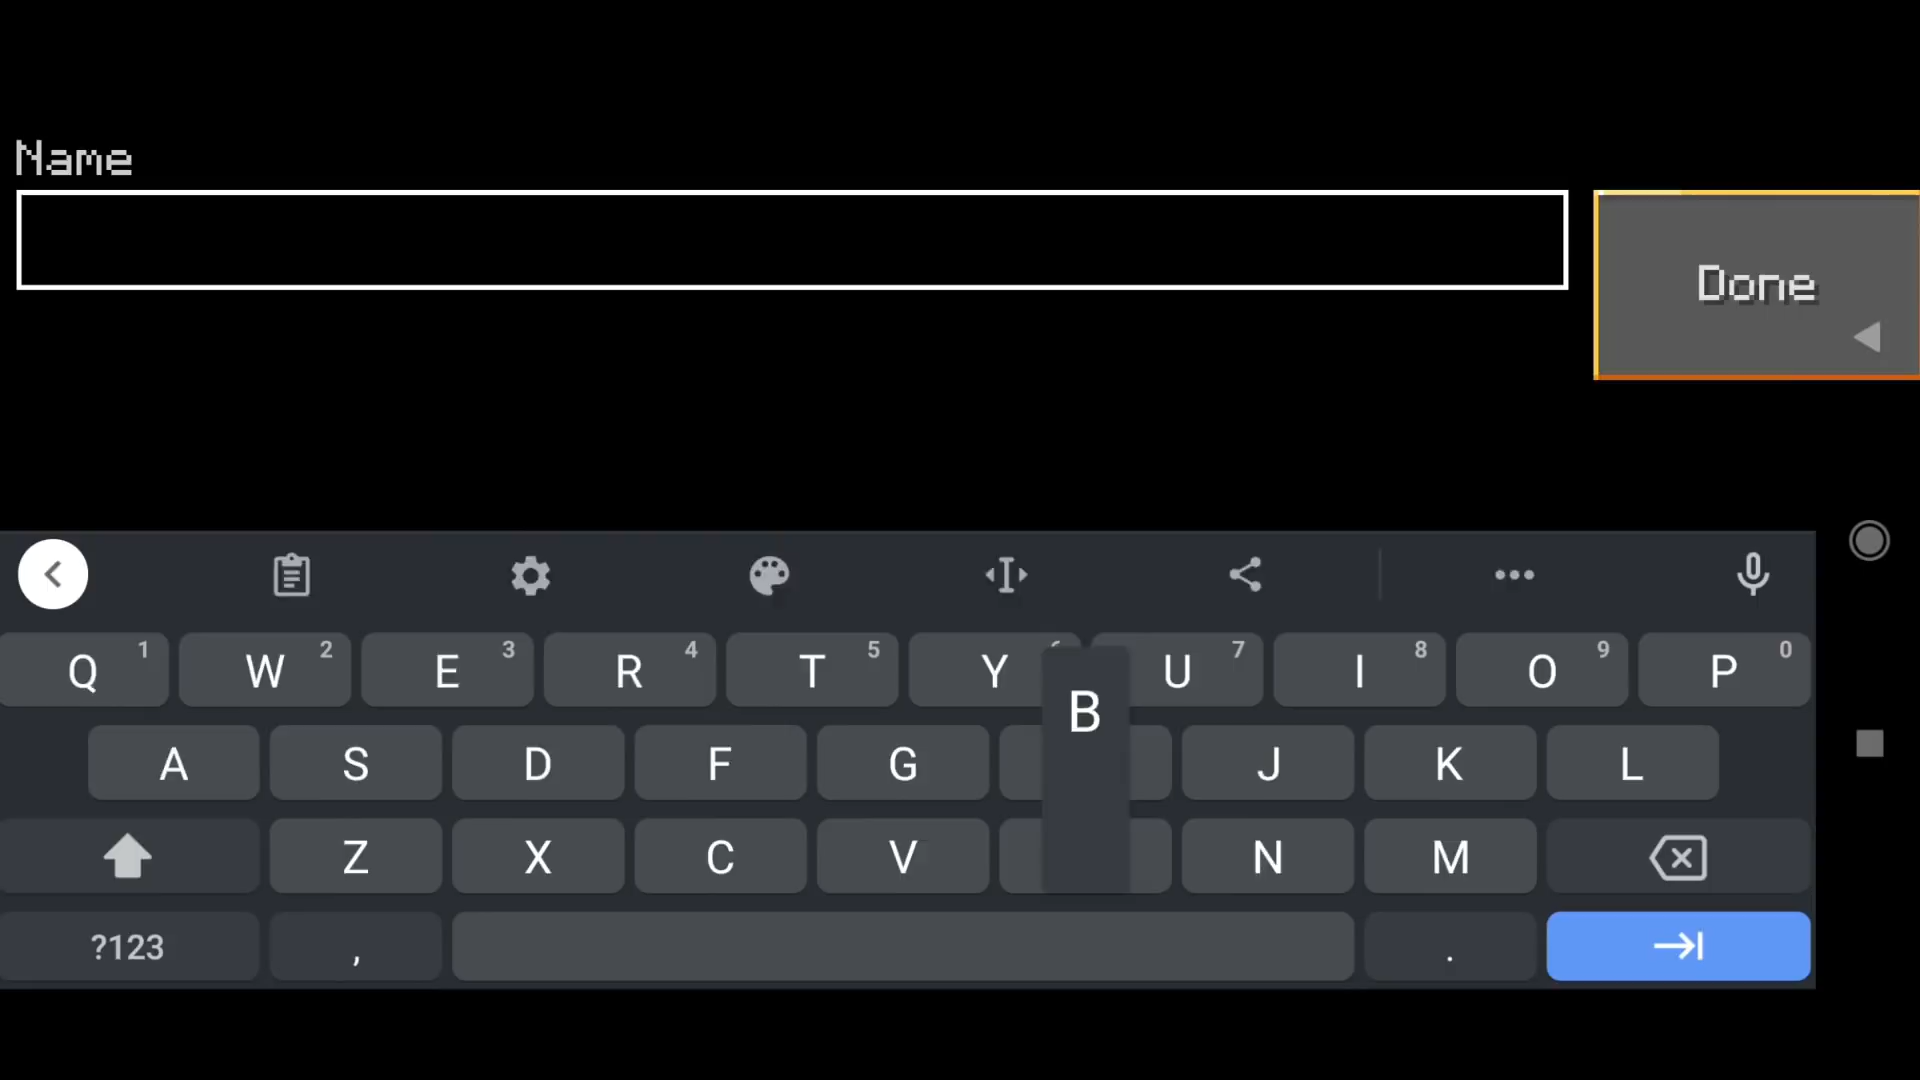 Name
Done
Q 1 W 2 E 3 R 4 T 5 Y U 7 I 8 O 9 P 0
A S D F G J K L
B
Z X C V N M
?123 , .